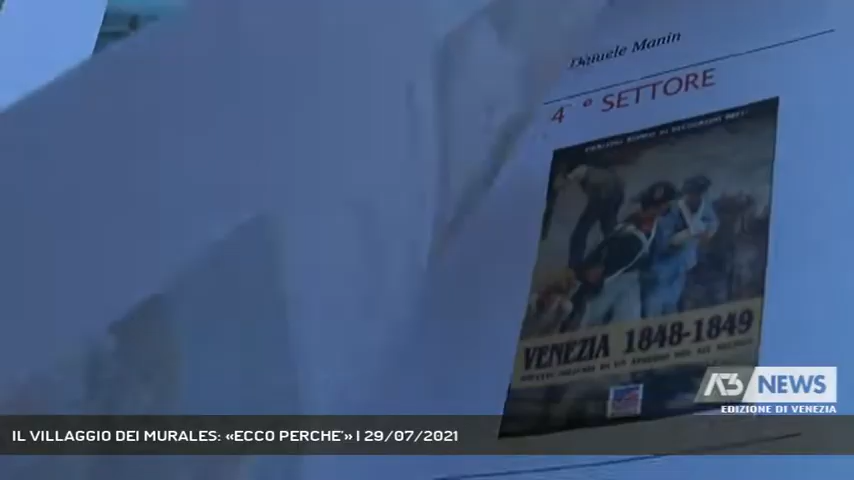 Daniele Manin
4° SETTORE
VENEZIA 1848-1849
A3 NEWS
EDIZIONE DI VENEZIA
IL VILLAGGIO DEI MURALES: «ECCO PERCHE'» | 29/07/2021